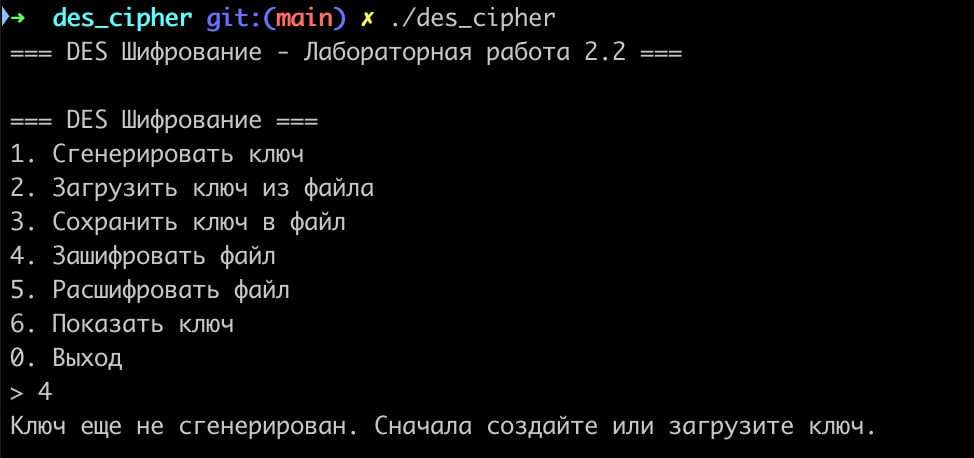 ➜ des_cipher git:(main) ✗ ./des_cipher
=== DES Шифрование - Лабораторная работа 2.2 ===
=== DES Шифрование ===
1. Сгенерировать ключ
2. Загрузить ключ из файла
3. Сохранить ключ в файл
4. Зашифровать файл
5. Расшифровать файл
6. Показать ключ
0. Выход
> 4
Ключ еще не сгенерирован. Сначала создайте или загрузите ключ.